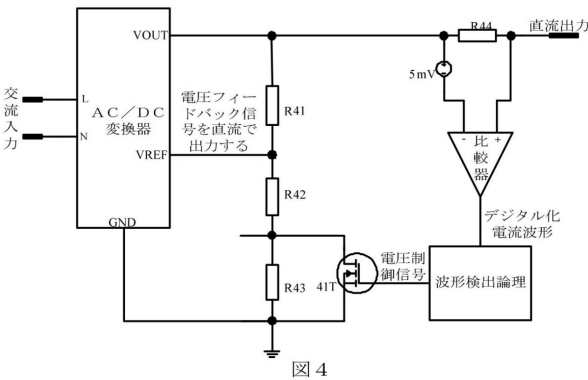 VOUT
R44
直流出力
5mV
交
流
入
力
L
N
AC／DC
変換器
電圧フィー
ドバック信
号を直流で
出力する
R41
VREF
- 比 +
較
器
R42
GND
デジタル化
電流波形
R43
41T
電圧制
御信号
波形検出論理
図4